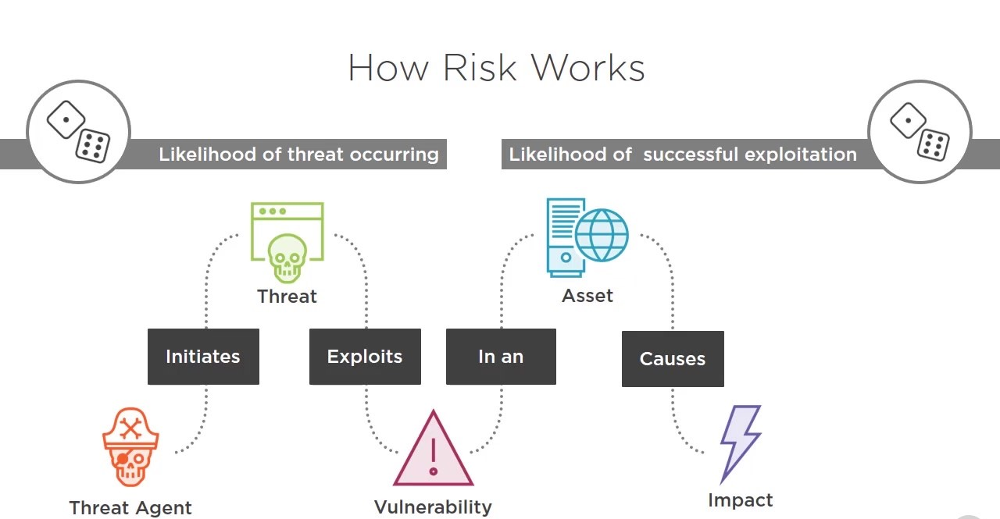 How Risk Works
Likelihood of threat occurring
Likelihood of  successful exploitation
Threat
Asset
Initiates
Exploits
In an
Causes
Threat Agent
Vulnerability
Impact